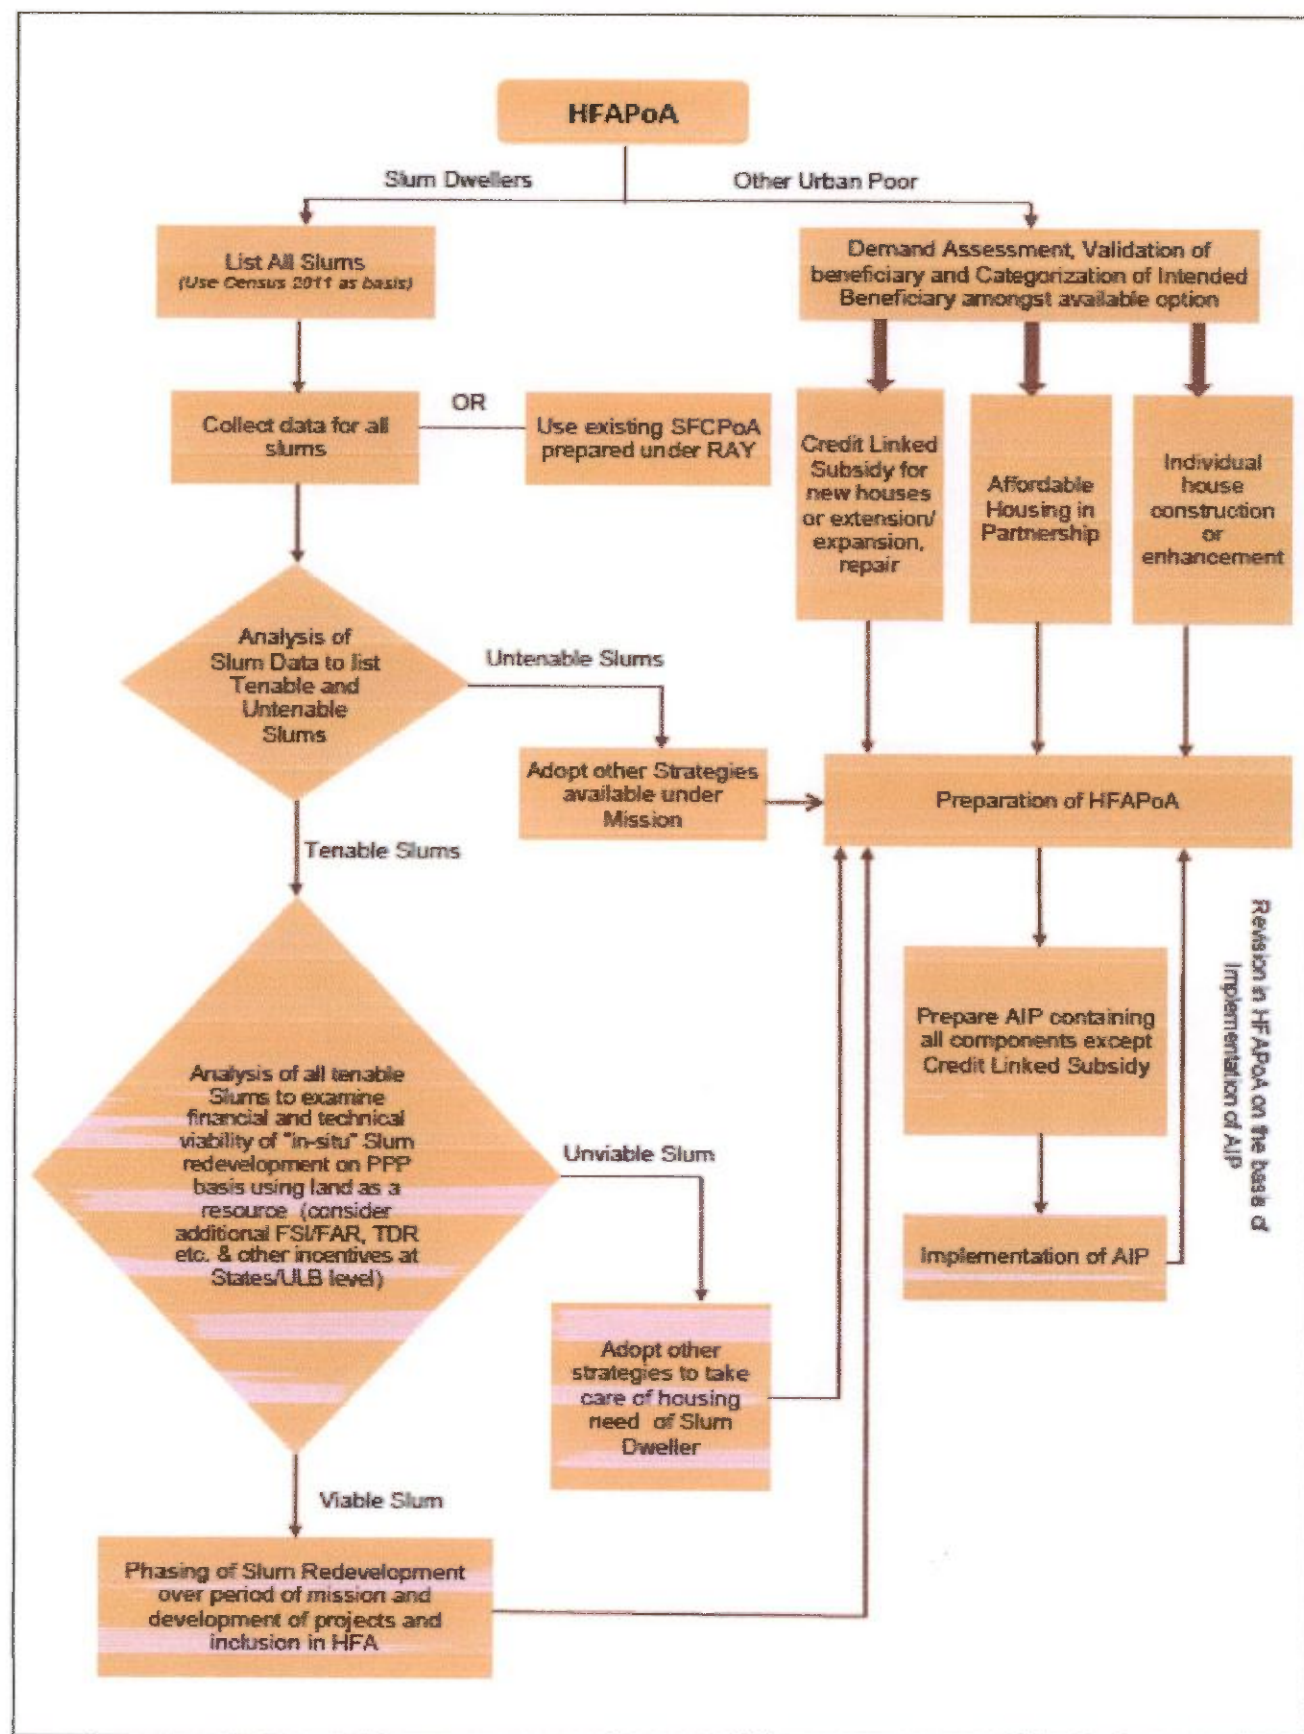 HFAPoA
Slum Dwellers
Other Urban Poor
List All Slums
(Use Census 2011 as basis)
Demand Assessment, Validation of
beneficiary and Categorization of Intended
Beneficiary amongst available option
Collect data for all
slums
OR
Use existing SFCPoA
prepared under RAY
Credit Linked
Subsidy for
new houses
or extension/
expansion,
repair
Affordable
Housing in
Partnership
Individual
house
construction
or
enhancement
Analysis of
Slum Data to list
Tenable and
Untenable
Slums
Untenable Slums
Adopt other Strategies
available under
Mission
Preparation of HFAPoA
Tenable Slums
Revision in HFAPoA on the basis of
Implementation of AIP
Prepare AIP containing
all components except
Credit Linked Subsidy
Analysis of all tenable
Slums to examine
financial and technical
viability of "in-situ" Slum
redevelopment on PPP
basis using land as a
resource (consider
additional FSI/FAR, TDR
etc. & other incentives at
States/ULB level)
Unviable Slum
Implementation of AIP
Adopt other
strategies to take
care of housing
need of Slum
Dweller
Viable Slum
Phasing of Slum Redevelopment
over period of mission and
development of projects and
inclusion in HFA